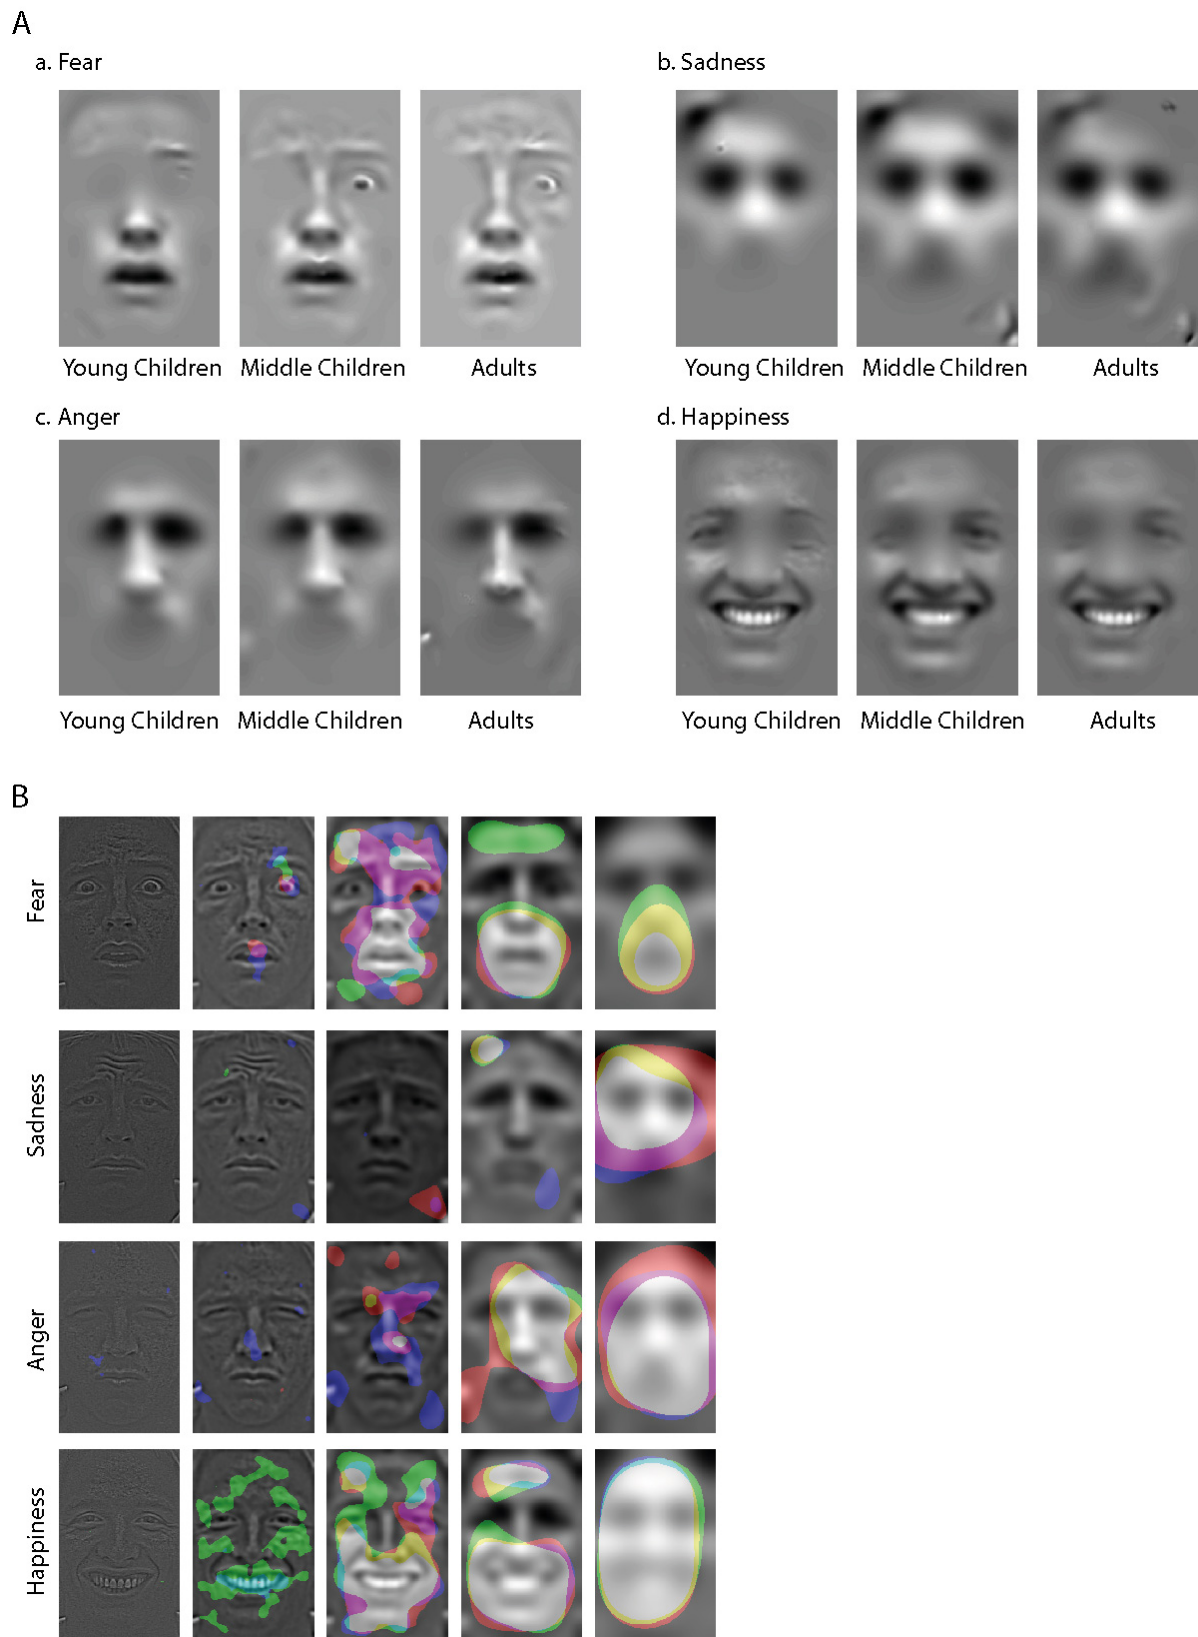 A
a. Fear
b. Sadness
Young Children Middle Children Adults
Young Children Middle Children Adults
c. Anger
d. Happiness
Young Children Middle Children Adults
Young Children Middle Children Adults
B
Fear
Sadness
Anger
Happiness